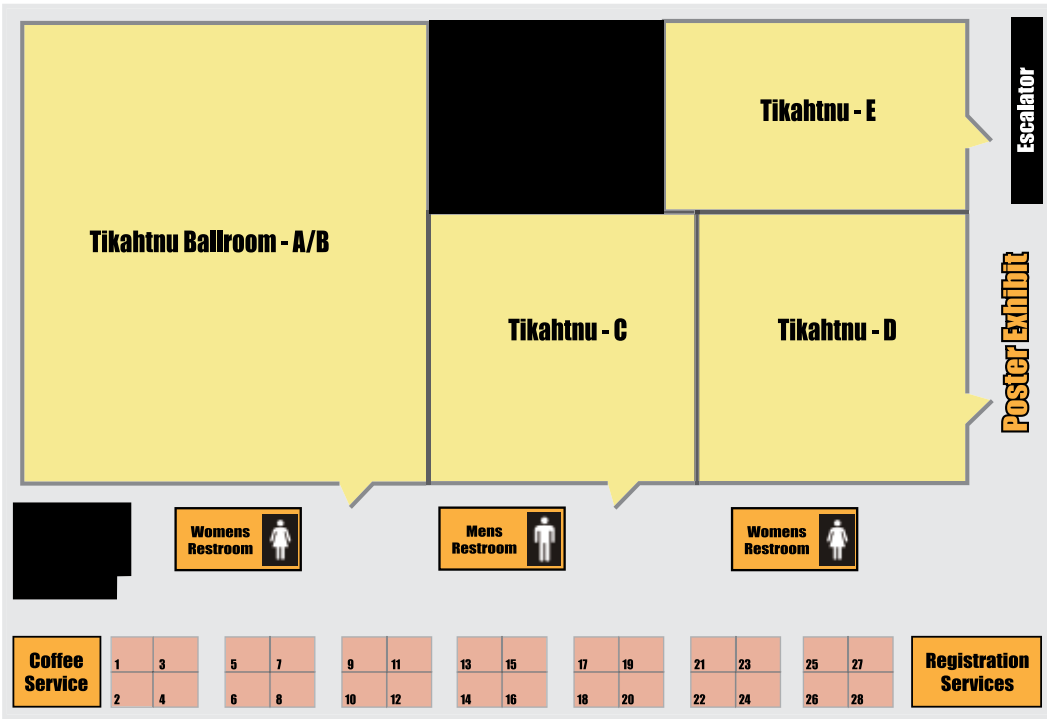 Tikahtnu - E
Escalator
Tikahtnu Ballroom - A/B
Tikahtnu - C
Tikahtnu - D
Poster Exhibit
Womens
Restroom
Mens
Restroom
Womens
Restroom
Coffee
Service
1 3 5 7 9 11 13 15 17 19 21 23 25 27
2 4 6 8 10 12 14 16 18 20 22 24 26 28
Registration
Services